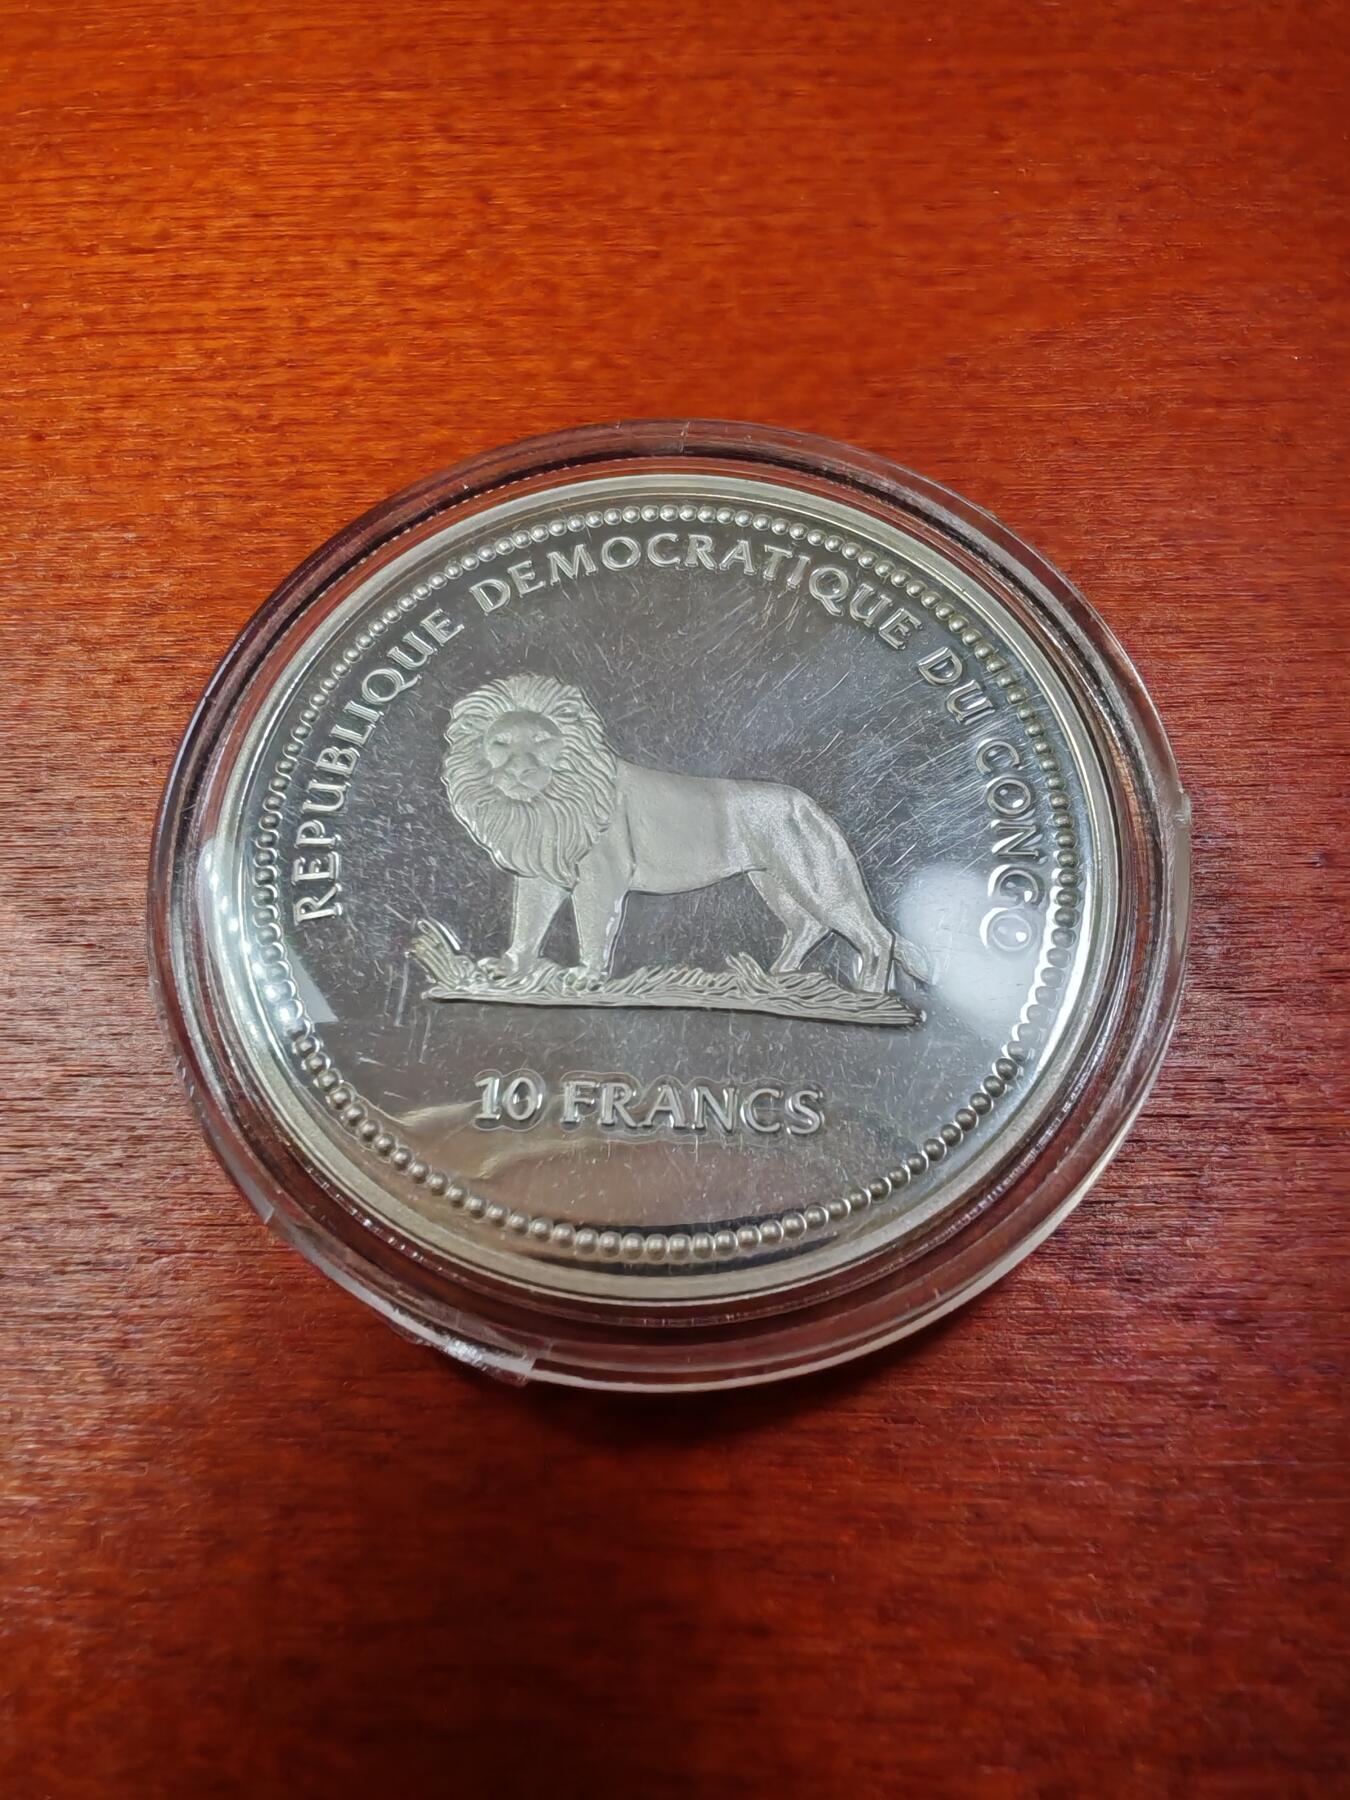 REPUBLIQUE DEMOCRATIQUE DU CONGO
10 FRANCS